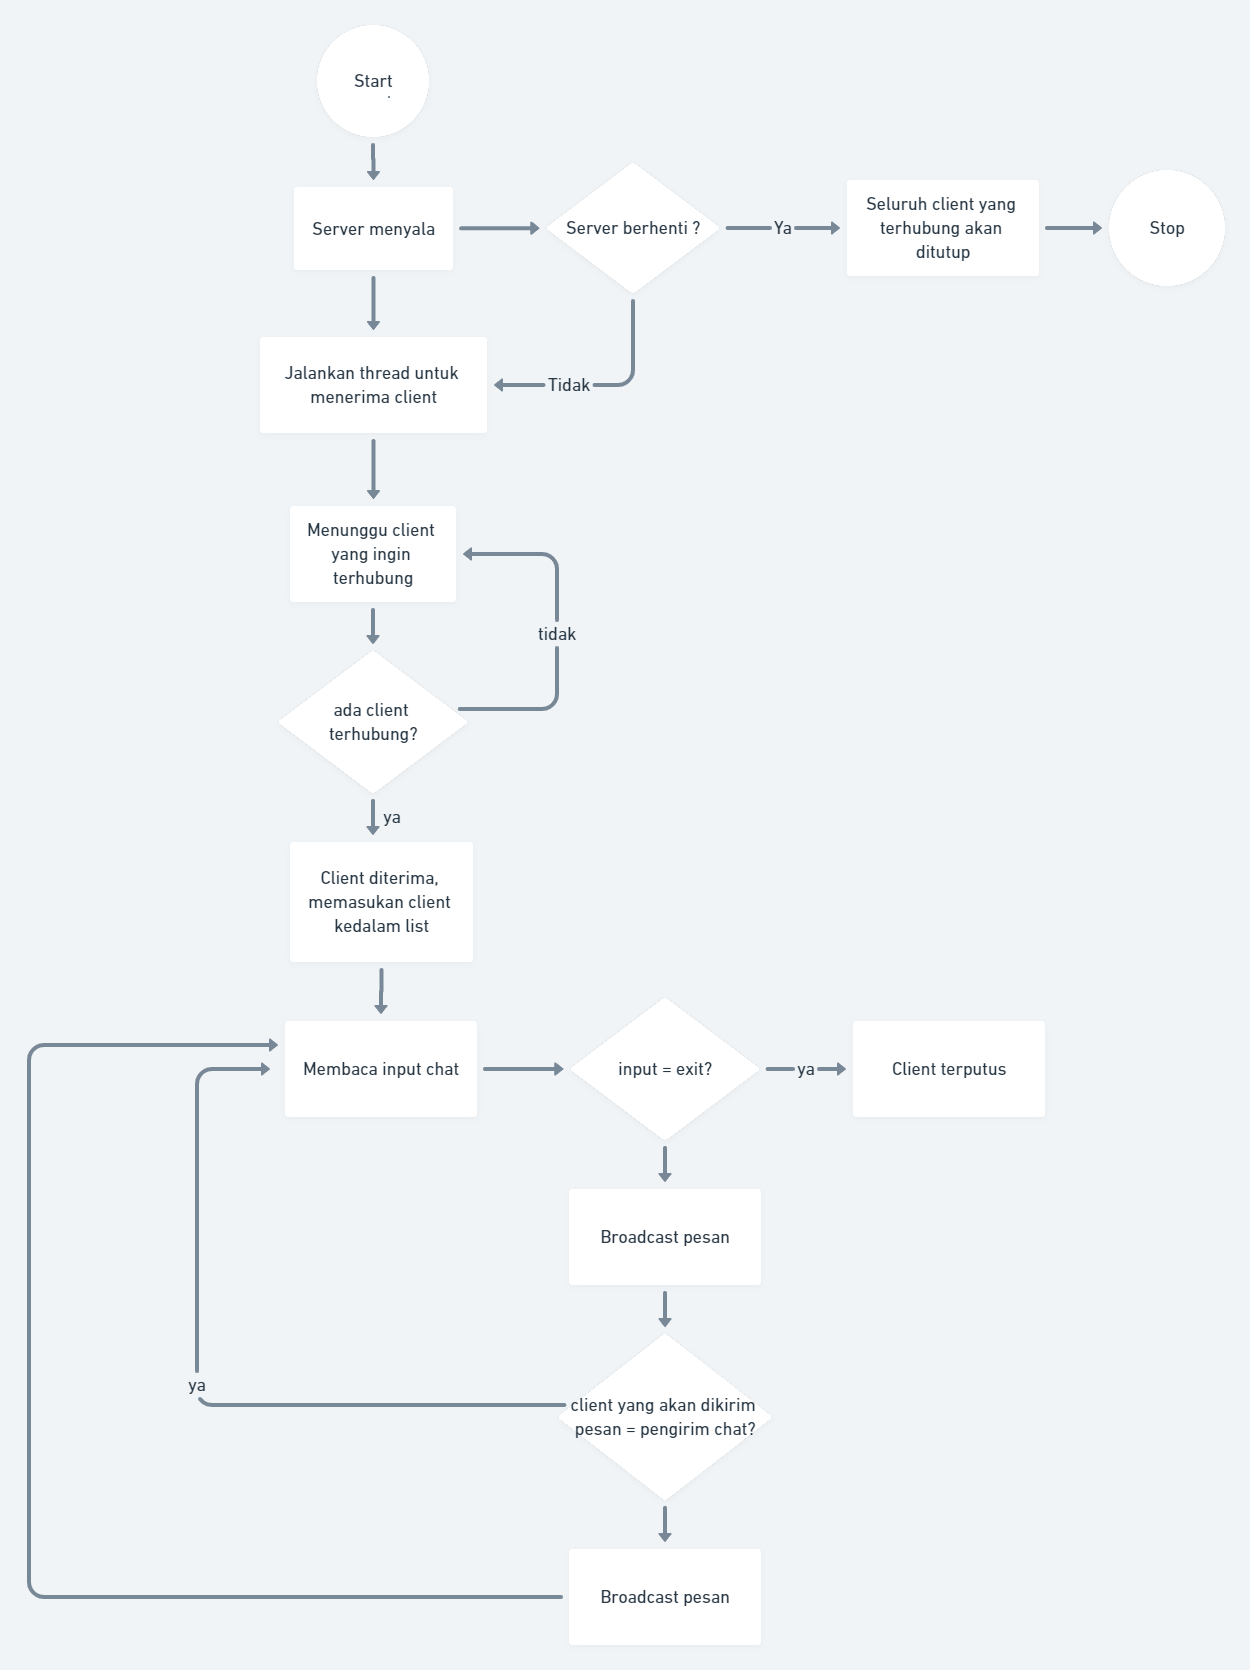 Start
.
Server menyala
Server berhenti ?
Ya
Seluruh client yang
terhubung akan
ditutup
Stop
Tidak
Jalankan thread untuk
menerima client
Menunggu client
yang ingin
terhubung
tidak
ada client
terhubung?
ya
Client diterima,
memasukan client
kedalam list
Membaca input chat
input = exit?
ya
Client terputus
Broadcast pesan
ya
client yang akan dikirim
pesan = pengirim chat?
Broadcast pesan